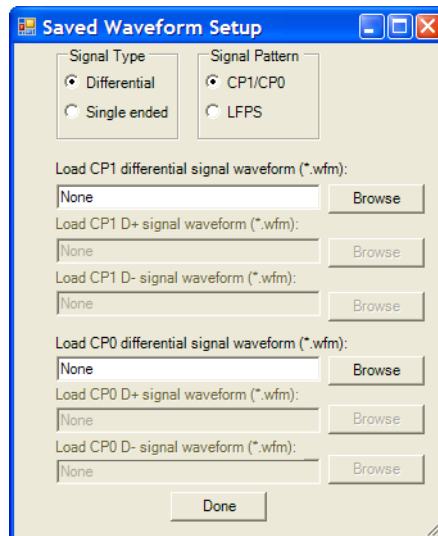 Saved Waveform Setup
Signal Type
Signal Pattern
Differential
CP1/CP0
Single ended
LFPS
Load CP1 differential signal waveform (*.wfm):
None
Browse
Load CP1 D+ signal waveform (*.wfm):
None
Browse
Load CP1 D- signal waveform (*.wfm):
None
Browse
Load CP0 differential signal waveform (*.wfm):
None
Browse
Load CP0 D+ signal waveform (*.wfm):
None
Browse
Load CP0 D- signal waveform (*.wfm):
None
Browse
Done